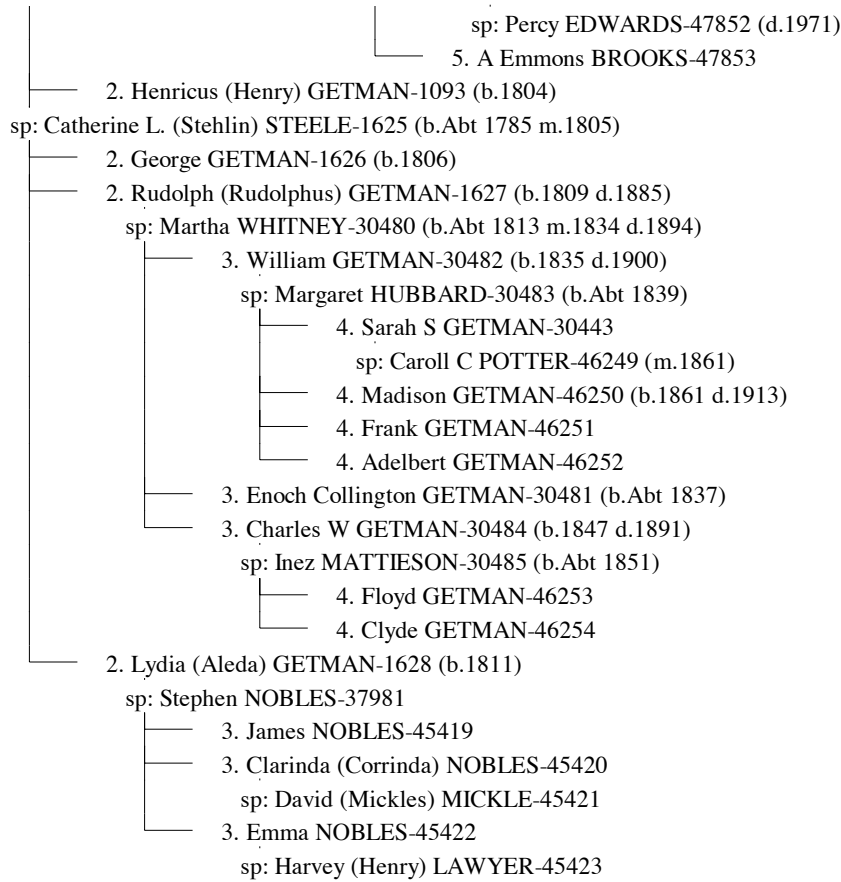 sp: Percy EDWARDS-47852 (d.1971)
5. A Emmons BROOKS-47853
2. Henricus (Henry) GETMAN-1093 (b.1804)
sp: Catherine L. (Stehlin) STEELE-1625 (b.Abt 1785 m.1805)
2. George GETMAN-1626 (b.1806)
2. Rudolph (Rudolphus) GETMAN-1627 (b.1809 d.1885)
sp: Martha WHITNEY-30480 (b.Abt 1813 m.1834 d.1894)
3. William GETMAN-30482 (b.1835 d.1900)
sp: Margaret HUBBARD-30483 (b.Abt 1839)
4. Sarah S GETMAN-30443
sp: Caroll C POTTER-46249 (m.1861)
4. Madison GETMAN-46250 (b.1861 d.1913)
4. Frank GETMAN-46251
4. Adelbert GETMAN-46252
3. Enoch Collington GETMAN-30481 (b.Abt 1837)
3. Charles W GETMAN-30484 (b.1847 d.1891)
sp: Inez MATTIESON-30485 (b.Abt 1851)
4. Floyd GETMAN-46253
4. Clyde GETMAN-46254
2. Lydia (Aleda) GETMAN-1628 (b.1811)
sp: Stephen NOBLES-37981
3. James NOBLES-45419
3. Clarinda (Corrinda) NOBLES-45420
sp: David (Mickles) MICKLE-45421
3. Emma NOBLES-45422
sp: Harvey (Henry) LAWYER-45423